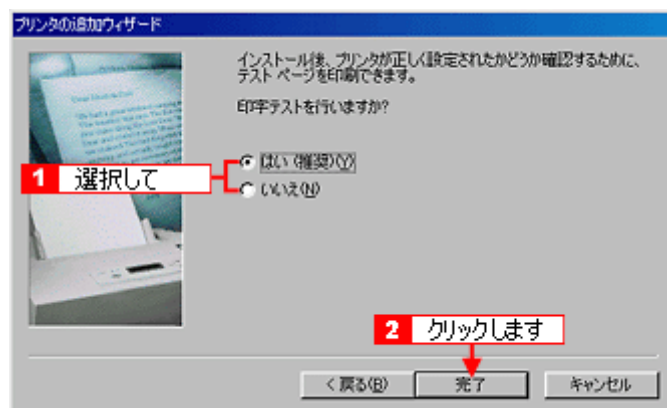 プリンタの追加ウィザード
インストール後、プリンタが正しく設定されたかどうか確認するために、
テスト ページを印刷できます。
印字テストを行いますか?
はい (推奨)(Y)
1 選択して
いいえ(N)
2 クリックします
< 戻る(B)
完了
キャンセル